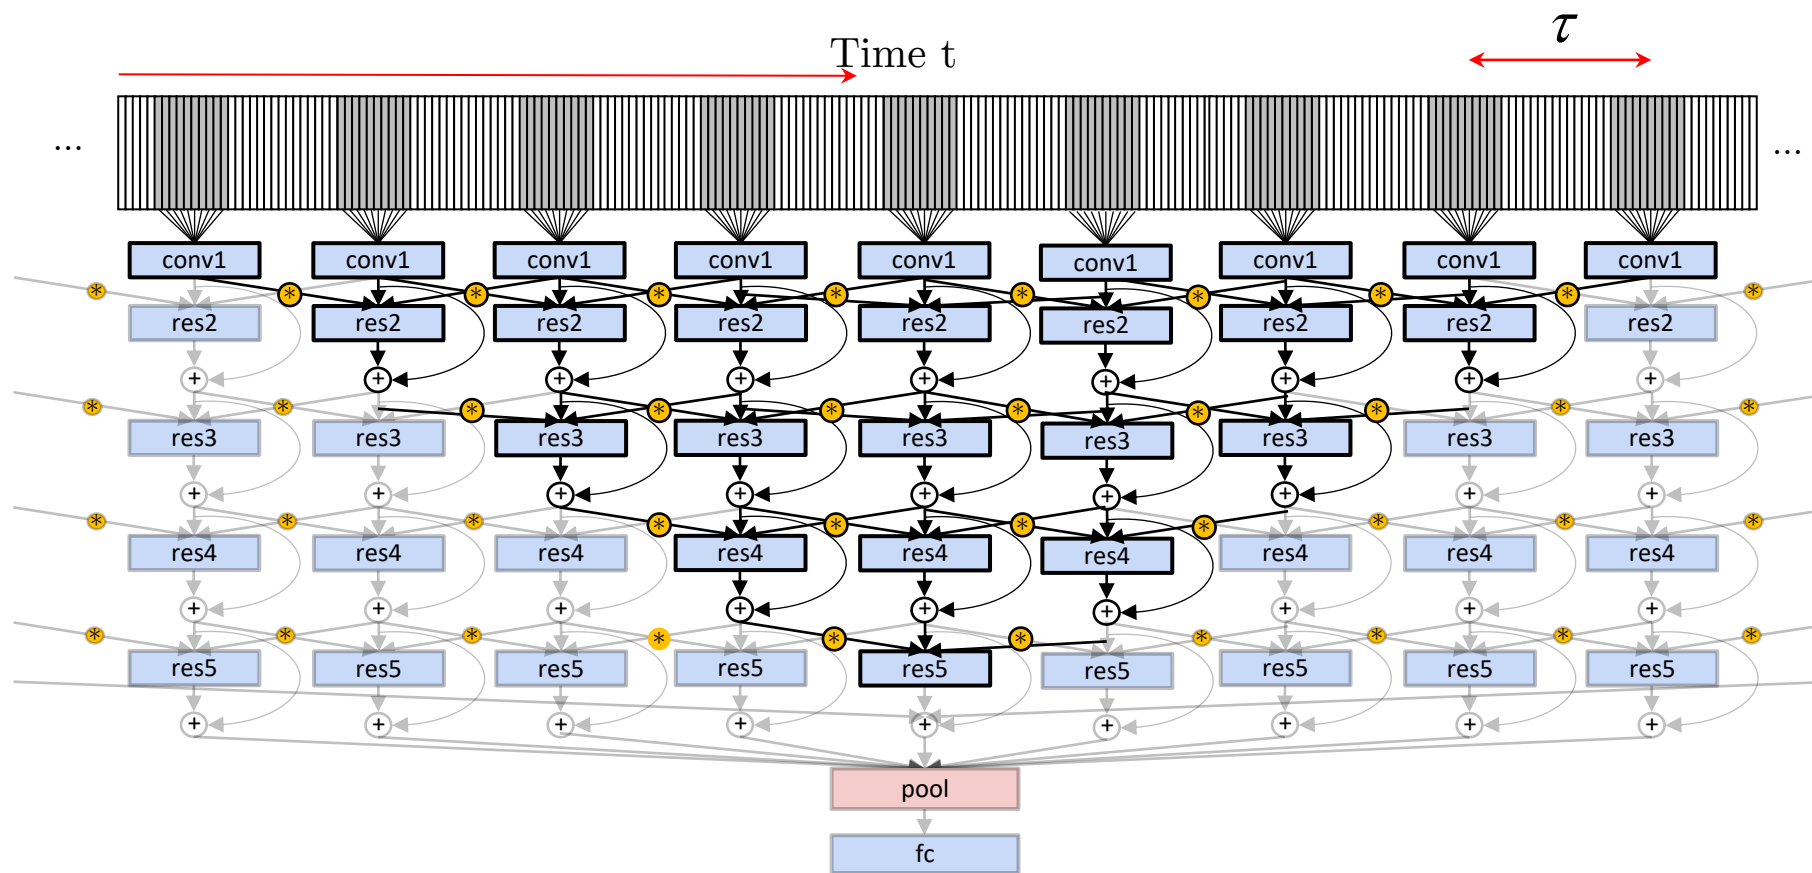 τ
Time t
... ...
conv1 conv1 conv1 conv1 conv1 conv1 conv1 conv1 conv1
* * * * * * * * * *
res2 res2 res2 res2 res2 res2 res2 res2 res2
+ + + + + + + + +
* * * * * * * * * *
res3 res3 res3 res3 res3 res3 res3 res3 res3
+ + + + + + + + +
* * * * * * * * * *
res4 res4 res4 res4 res4 res4 res4 res4 res4
+ + + + + + + + +
* * * * * * * * * *
res5 res5 res5 res5 res5 res5 res5 res5 res5
+ + + + + + + + +
pool
fc